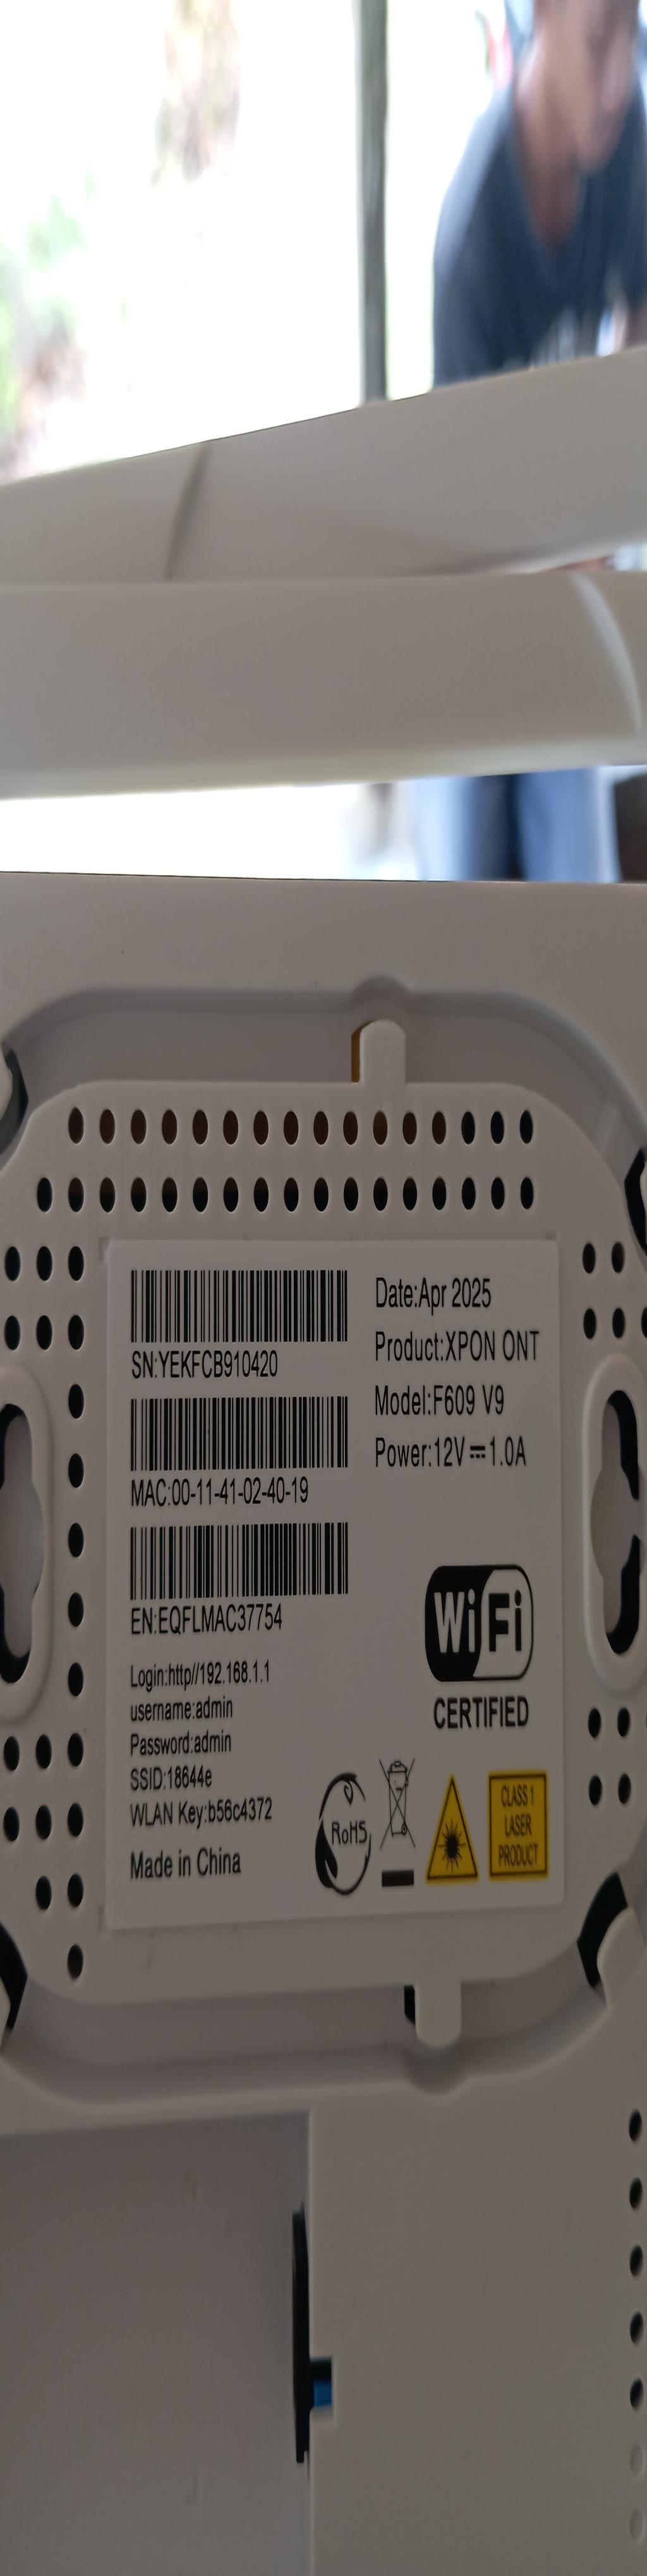 SN:YEKFCB910420
MAC:00-11-41-02-40-19
EN:EQFLMAC37754
Login:http//192.168.1.1
username:admin
Password:admin
SSID:18644e
WLAN Key:b56c4372
Made in China
Date:Apr 2025
Product:XPON ONT
Model:F609 V9
Power:12V⎓1.0A
WiFi
CERTIFIED
RoHS
CLASS 1
LASER
PRODUCT